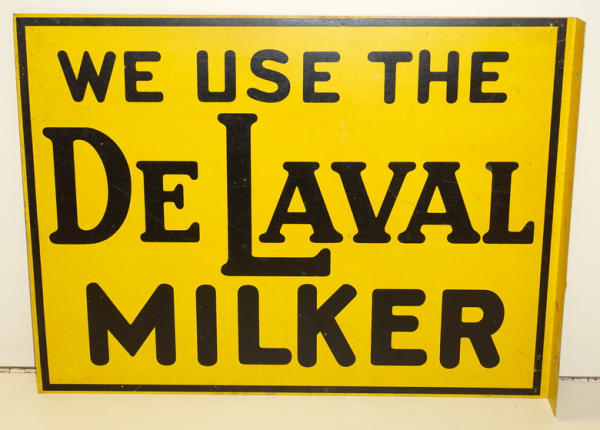 WE USE THE
DE LAVAL
MILKER